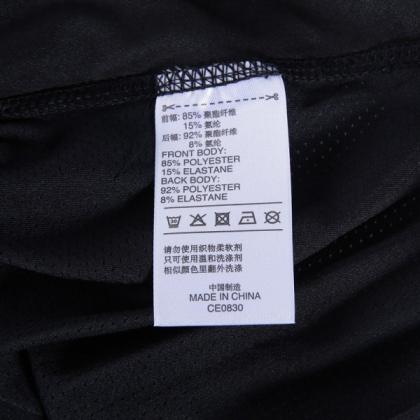 前幅: 85% 聚酯纤维
15% 氨纶
后幅: 92% 聚酯纤维
8% 氨纶
FRONT BODY:
85% POLYESTER
15% ELASTANE
BACK BODY:
92% POLYESTER
8% ELASTANE
请勿使用织物柔软剂
只可使用温和洗涤剂
相似颜色里翻外洗涤
中国制造
MADE IN CHINA
CE0830